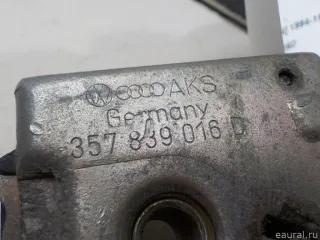 AKS
Germany
357 839 016 D
eaural.ru